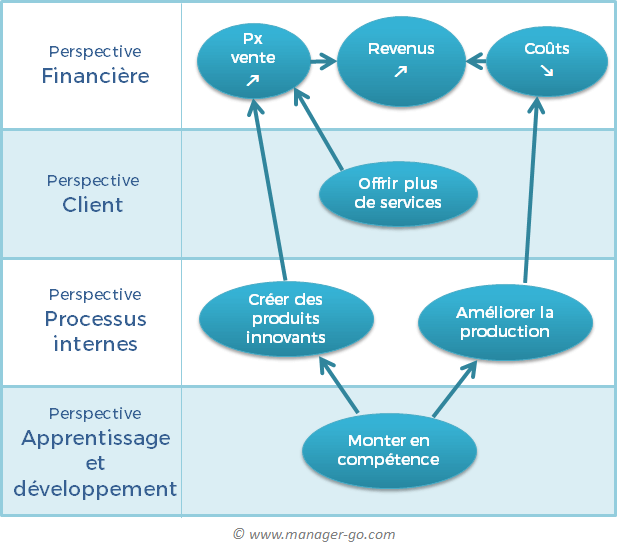 Perspective
Financière
Px
vente
↗
Revenus
↗
Coûts
↘
Perspective
Client
Offrir plus
de services
Perspective
Processus
internes
Créer des
produits
innovants
Améliorer la
production
Perspective
Apprentissage
et
développement
Monter en
compétence
© www.manager-go.com